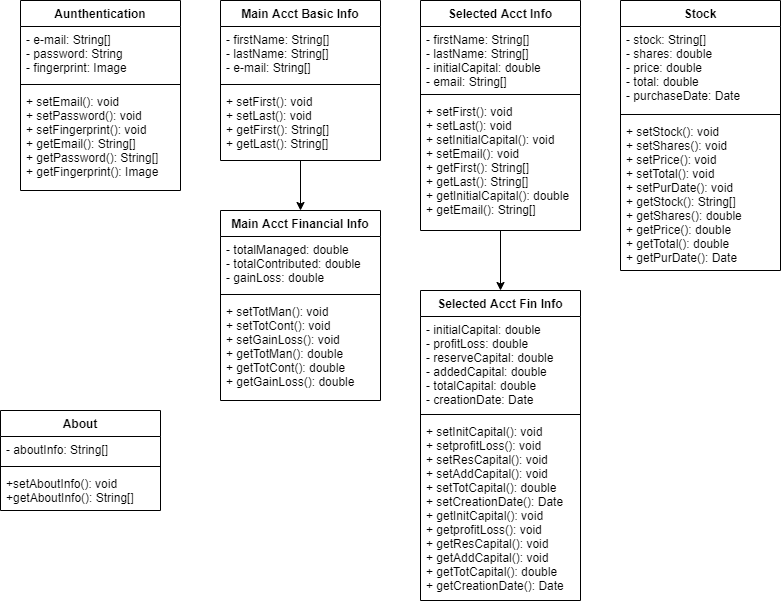 Aunthentication
- e-mail: String[]
- password: String
- fingerprint: Image
+ setEmail(): void
+ setPassword(): void
+ setFingerprint(): void
+ getEmail(): String[]
+ getPassword(): String[]
+ getFingerprint(): Image
Main Acct Basic Info
- firstName: String[]
- lastName: String[]
- e-mail: String[]
+ setFirst(): void
+ setLast(): void
+ getFirst(): String[]
+ getLast(): String[]
Main Acct Financial Info
- totalManaged: double
- totalContributed: double
- gainLoss: double
+ setTotMan(): void
+ setTotCont(): void
+ setGainLoss(): void
+ getTotMan(): double
+ getTotCont(): double
+ getGainLoss(): double
Selected Acct Info
- firstName: String[]
- lastName: String[]
- initialCapital: double
- email: String[]
+ setFirst(): void
+ setLast(): void
+ setInitialCapital(): void
+ setEmail(): void
+ getFirst(): String[]
+ getLast(): String[]
+ getInitialCapital(): double
+ getEmail(): String[]
Selected Acct Fin Info
- initialCapital: double
- profitLoss: double
- reserveCapital: double
- addedCapital: double
- totalCapital: double
- creationDate: Date
+ setInitCapital(): void
+ setprofitLoss(): void
+ setResCapital(): void
+ setAddCapital(): void
+ setTotCapital(): double
+ setCreationDate(): Date
+ getInitCapital(): void
+ getprofitLoss(): void
+ getResCapital(): void
+ getAddCapital(): void
+ getTotCapital(): double
+ getCreationDate(): Date
Stock
- stock: String[]
- shares: double
- price: double
- total: double
- purchaseDate: Date
+ setStock(): void
+ setShares(): void
+ setPrice(): void
+ setTotal(): void
+ setPurDate(): void
+ getStock(): String[]
+ getShares(): double
+ getPrice(): double
+ getTotal(): double
+ getPurDate(): Date
About
- aboutInfo: String[]
+setAboutInfo(): void
+getAboutInfo(): String[]